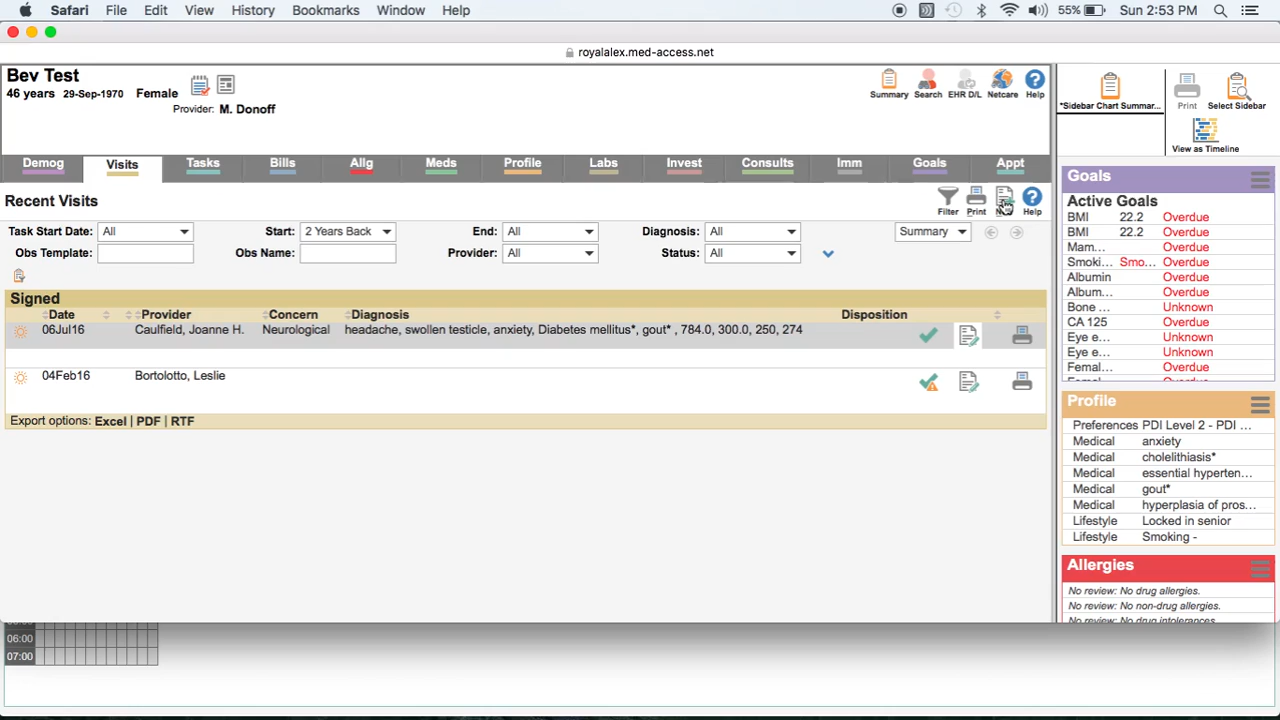 Safari File Edit View History Bookmarks Window Help 55% Sun 2:53 PM
royalalex.med-access.net
Bev Test
46 years 29-Sep-1970 Female
Provider: M. Donoff
Summary Search EHR D/L Netcare Help
*Sidebar Chart Summar... Print Select Sidebar
View as Timeline
Demog Visits Tasks Bills Allg Meds Profile Labs Invest Consults Imm Goals Appt
Recent Visits
Filter Print Help
Task Start Date: All Start: 2 Years Back End: All Diagnosis: All Summary
Obs Template: Obs Name: Provider: All Status: All
Signed
Date Provider Concern Diagnosis Disposition
06Jul16 Caulfield, Joanne H. Neurological headache, swollen testicle, anxiety, Diabetes mellitus*, gout* , 784.0, 300.0, 250, 274
04Feb16 Bortolotto, Leslie
Export options: Excel | PDF | RTF
Goals
Active Goals
BMI 22.2 Overdue
BMI 22.2 Overdue
Mam... Overdue
Smoki... Smo... Overdue
Albumin Overdue
Album... Overdue
Bone ... Unknown
CA 125 Overdue
Eye e... Unknown
Eye e... Unknown
Femal... Overdue
Femal... Overdue
Profile
Preferences PDI Level 2 - PDI ...
Medical anxiety
Medical cholelithiasis*
Medical essential hyperten...
Medical gout*
Medical hyperplasia of pros...
Lifestyle Locked in senior
Lifestyle Smoking -
Allergies
No review: No drug allergies.
No review: No non-drug allergies.
No review: No drug intolerances
06:00
07:00